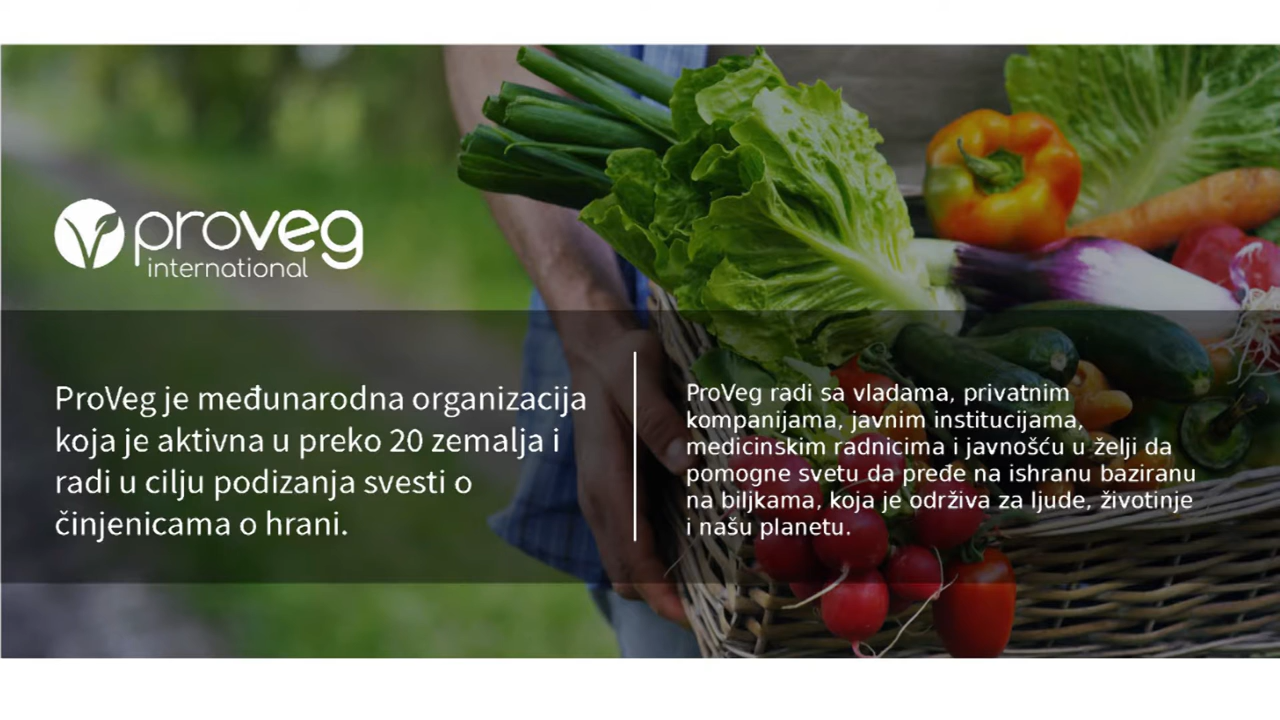 proveg
international
ProVeg je međunarodna organizacija
koja je aktivna u preko 20 zemalja i
radi u cilju podizanja svesti o
činjenicama o hrani.
ProVeg radi sa vladama, privatnim
kompanijama, javnim institucijama,
medicinskim radnicima i javnošću u želji da
pomogne svetu da pređe na ishranu baziranu
na biljkama, koja je održiva za ljude, životinje
i našu planetu.